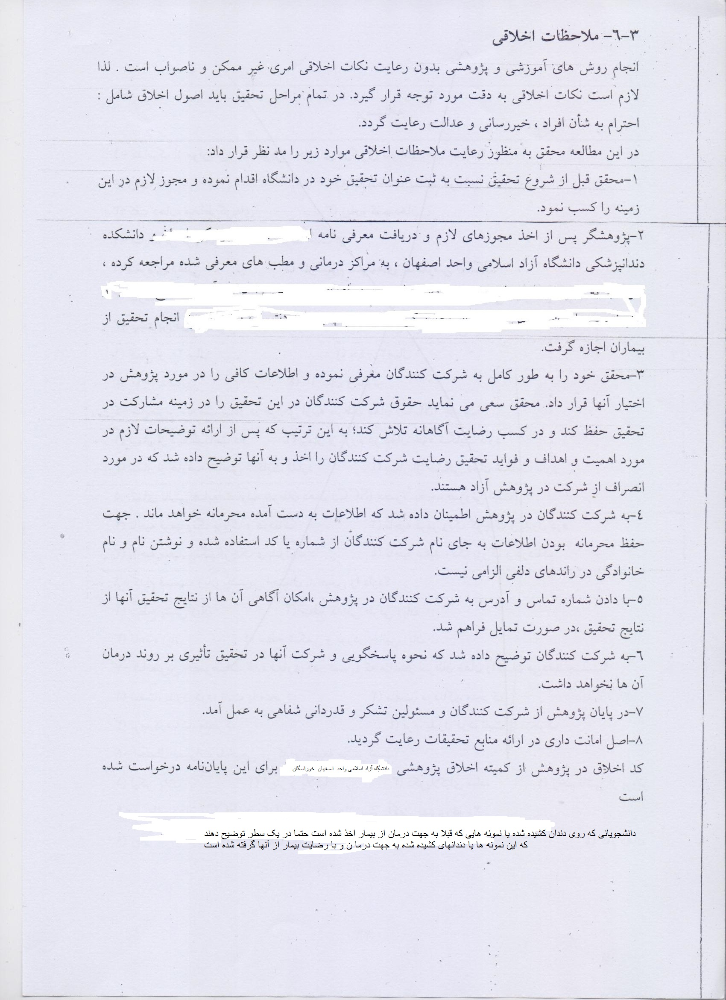 ۳-٦- ملاحظات اخلاقی
انجام روش های آموزشی و پژوهشی بدون رعایت نکات اخلاقی امری غیر ممکن و ناصواب است . لذا
لازم است نکات اخلاقی به دقت مورد توجه قرار گیرد. در تمام مراحل تحقیق باید اصول اخلاق شامل :
احترام به شأن افراد ، خیررسانی و عدالت رعایت گردد.
در این مطالعه محقق به منظور رعایت ملاحظات اخلاقی موارد زیر را مد نظر قرار داد:
۱-محقق قبل از شروع تحقیق نسبت به ثبت عنوان تحقیق خود در دانشگاه اقدام نموده و مجوز لازم در این
زمینه را کسب نمود.
۲-پژوهشگر پس از اخذ مجوزهای لازم و دریافت معرفی نامه و دانشکده
دندانپزشکی دانشگاه آزاد اسلامی واحد اصفهان ، به مراکز درمانی و مطب های معرفی شده مراجعه کرده ،
انجام تحقیق از
بیماران اجازه گرفت.
۳-محقق خود را به طور کامل به شرکت کنندگان معرفی نموده و اطلاعات کافی را در مورد پژوهش در
اختیار آنها قرار داد. محقق سعی می نماید حقوق شرکت کنندگان در این تحقیق را در زمینه مشارکت در
تحقیق حفظ کند و در کسب رضایت آگاهانه تلاش کند؛ به این ترتیب که پس از ارائه توضیحات لازم در
مورد اهمیت و اهداف و فواید تحقیق رضایت شرکت کنندگان را اخذ و به آنها توضیح داده شد که در مورد
انصراف از شرکت در پژوهش آزاد هستند.
٤-به شرکت کنندگان در پژوهش اطمینان داده شد که اطلاعات به دست آمده محرمانه خواهد ماند . جهت
حفظ محرمانه بودن اطلاعات به جای نام شرکت کنندگان از شماره یا کد استفاده شده و نوشتن نام و نام
خانوادگی در راندهای دلفی الزامی نیست.
٥-با دادن شماره تماس و آدرس به شرکت کنندگان در پژوهش ،امکان آگاهی آن ها از نتایج تحقیق آنها از
نتایج تحقیق ،در صورت تمایل فراهم شد.
٦-به شرکت کنندگان توضیح داده شد که نحوه پاسخگویی و شرکت آنها در تحقیق تأثیری بر روند درمان
آن ها نخواهد داشت.
۷-در پایان پژوهش از شرکت کنندگان و مسئولین تشکر و قدردانی شفاهی به عمل آمد.
۸-اصل امانت داری در ارائه منابع تحقیقات رعایت گردید.
کد اخلاق در پژوهش از کمیته اخلاق پژوهشی دانشگاه آزاد اسلامی واحد اصفهان خوراسگان برای این پایان‌نامه درخواست شده
است
دانشجویانی که روی دندان کشیده شده یا نمونه هایی که قبلا به جهت درمان از بیمار اخذ شده است حتما در یک سطر توضیح دهند
که این نمونه ها یا دندانهای کشیده شده به جهت درما ن و با رضایت بیمار از آنها گرفته شده است